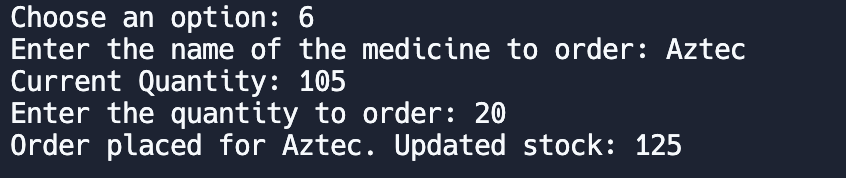 Choose an option: 6
Enter the name of the medicine to order: Aztec
Current Quantity: 105
Enter the quantity to order: 20
Order placed for Aztec. Updated stock: 125